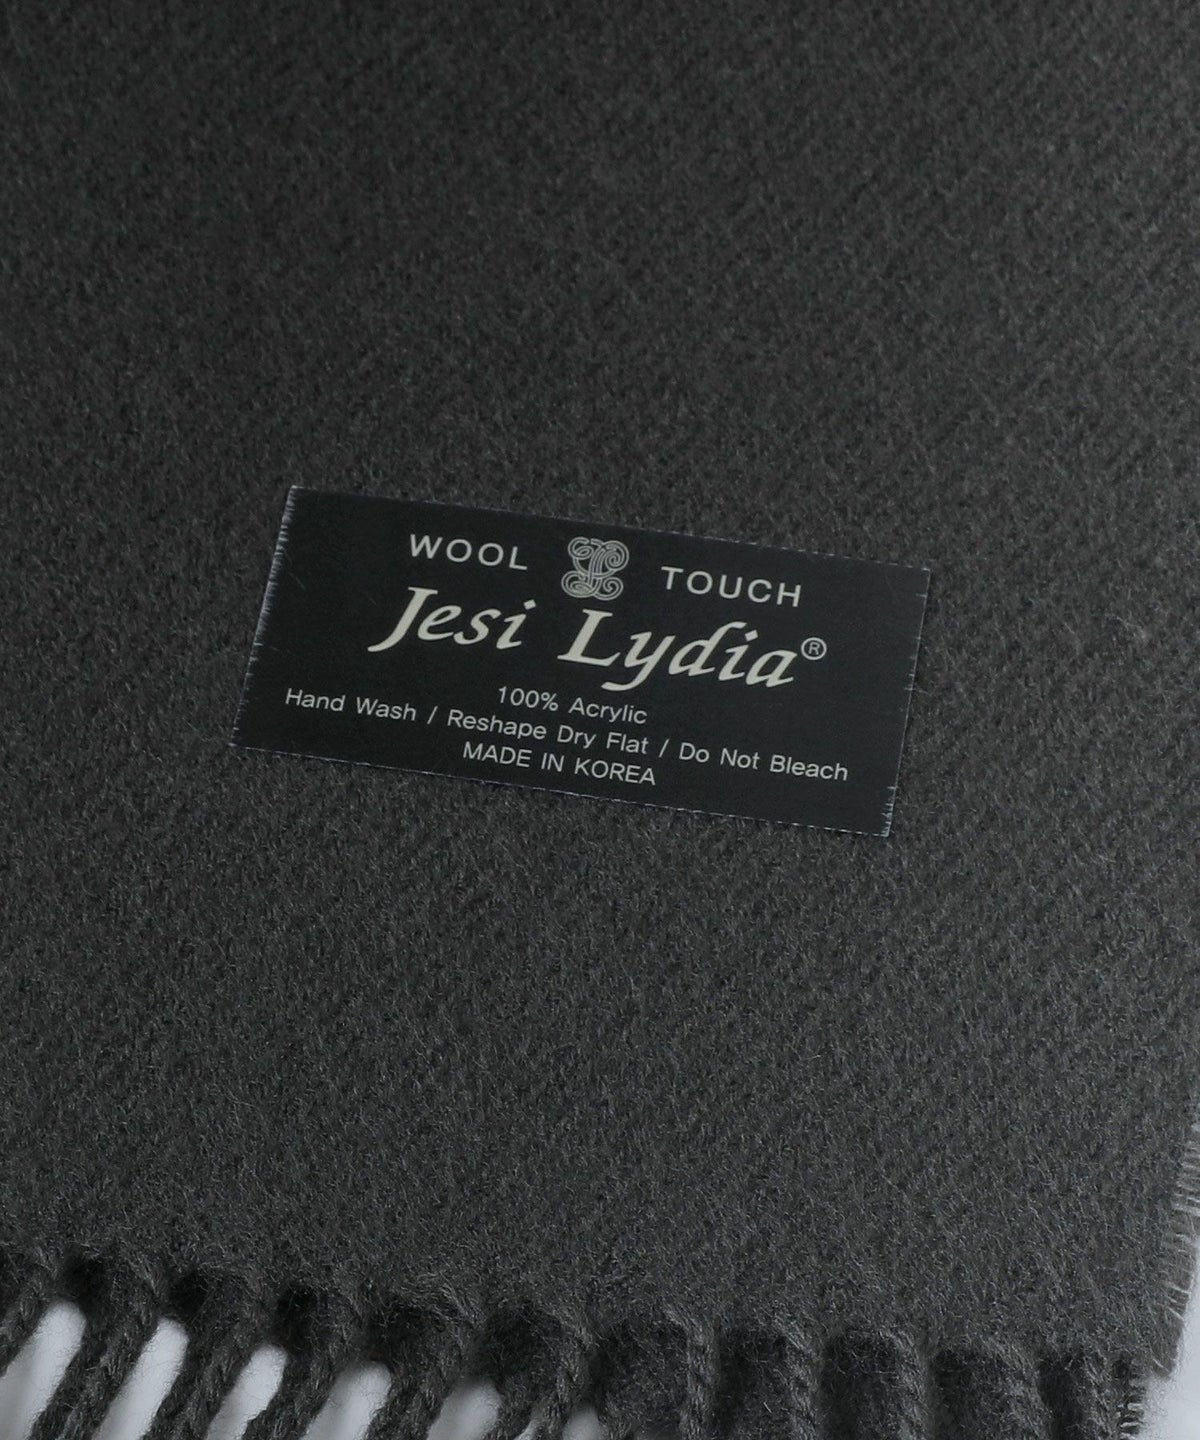 WOOL TOUCH
Jesi Lydia®
100% Acrylic
Hand Wash / Reshape Dry Flat / Do Not Bleach
MADE IN KOREA